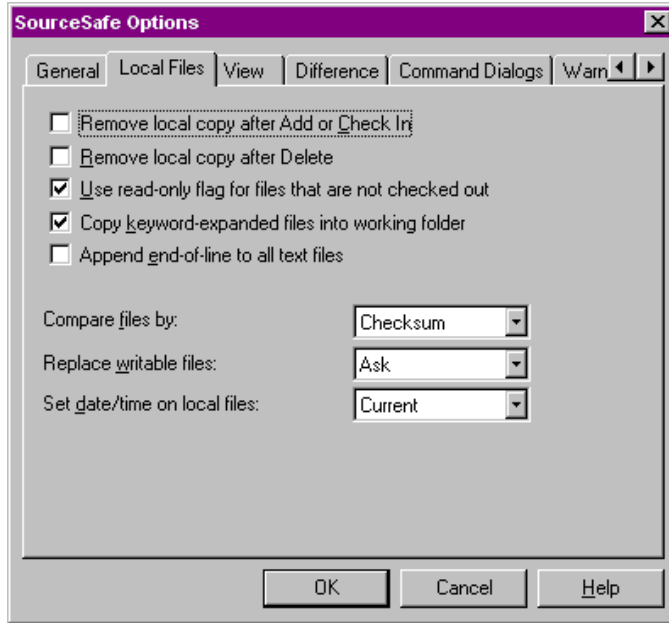 SourceSafe Options
General Local Files View Difference Command Dialogs Warn
Remove local copy after Add or Check In
Remove local copy after Delete
Use read-only flag for files that are not checked out
Copy keyword-expanded files into working folder
Append end-of-line to all text files
Compare files by: Checksum
Replace writable files: Ask
Set date/time on local files: Current
OK Cancel Help